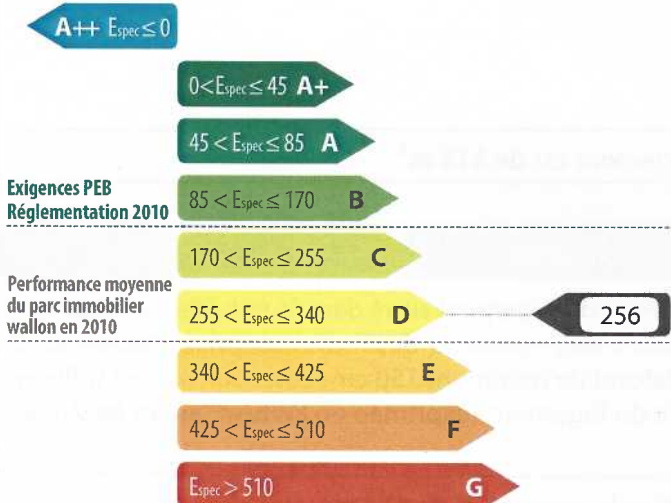 A++ Espec ≤ 0
0 < Espec ≤ 45 A+
45 < Espec ≤ 85 A
Exigences PEB
Réglementation 2010
85 < Espec ≤ 170 B
170 < Espec ≤ 255 C
Performance moyenne
du parc immobilier
wallon en 2010
255 < Espec ≤ 340 D
256
340 < Espec ≤ 425 E
425 < Espec ≤ 510 F
Espec > 510 G